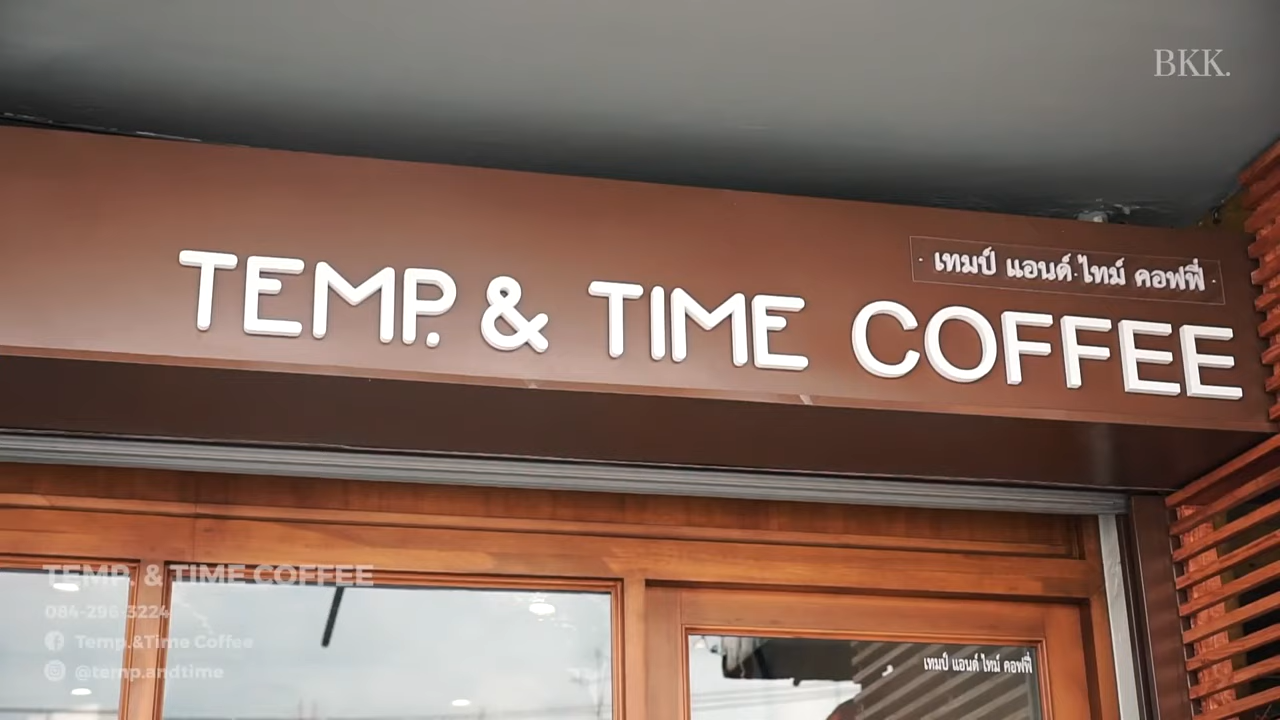 BKK.
· เทมป์ แอนด์ ไทม์ คอฟฟี่ ·
TEMP. & TIME COFFEE
TEMP. & TIME COFFEE
084-296-3224
Temp.&Time Coffee
@temp.andtime
เทมป์ แอนด์ ไทม์ คอฟฟี่